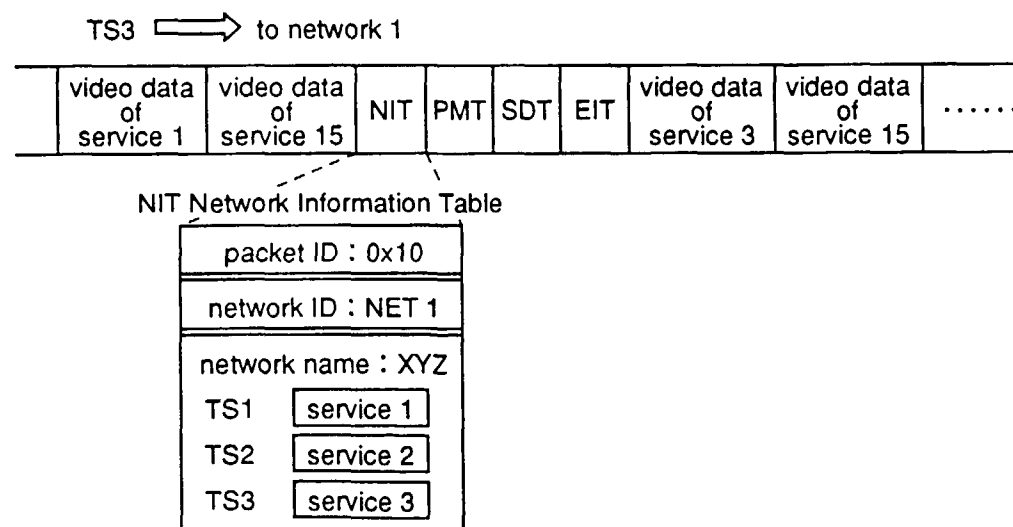 TS3 to network 1
video data of service 1
video data of service 15
NIT
PMT
SDT
EIT
video data of service 3
video data of service 15
......
NIT Network Information Table
packet ID : 0x10
network ID : NET 1
network name : XYZ
TS1 service 1
TS2 service 2
TS3 service 3